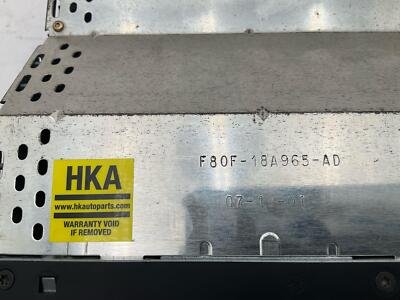 F80F-18A965-AD
HKA
www.hkautoparts.com
WARRANTY VOID
IF REMOVED